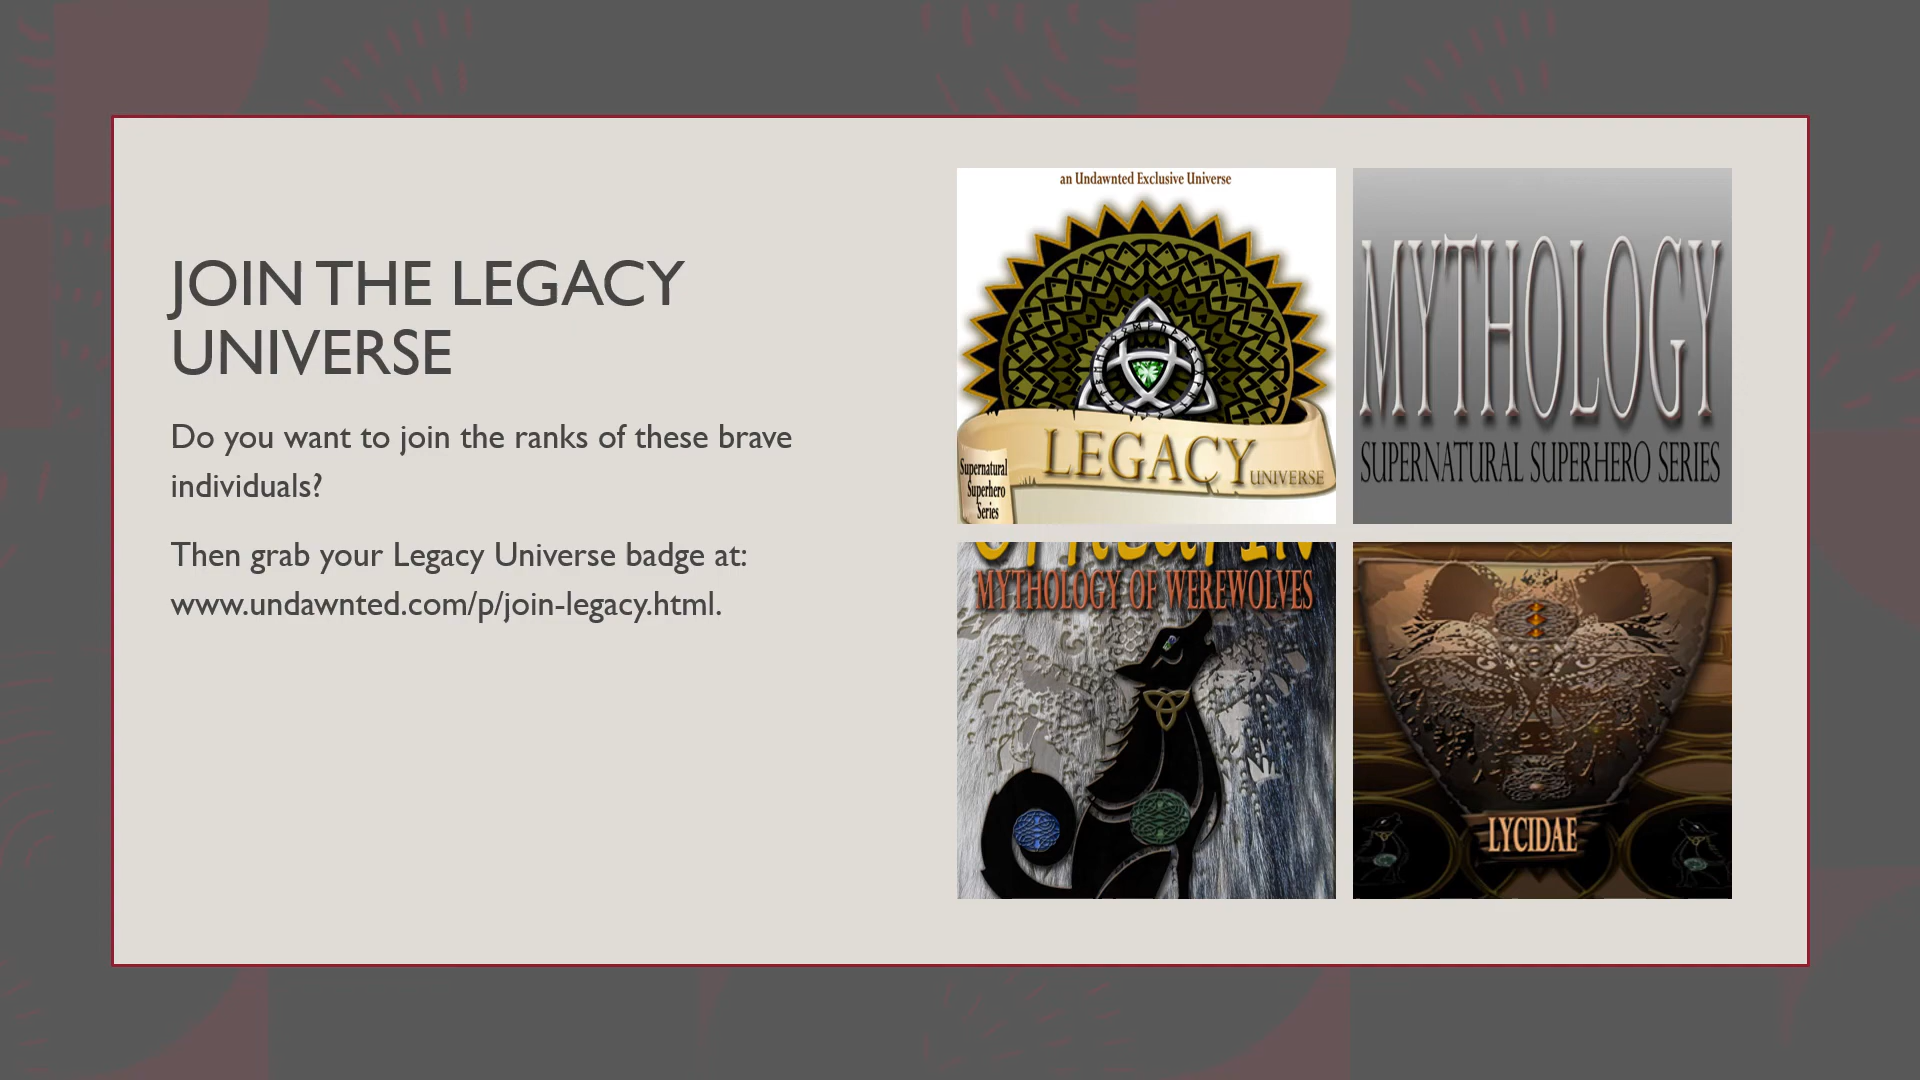 JOIN THE LEGACY
UNIVERSE
Do you want to join the ranks of these brave
individuals?
Then grab your Legacy Universe badge at:
www.undawnted.com/p/join-legacy.html.
an Undawnted Exclusive Universe
LEGACY UNIVERSE
Supernatural
Superhero
Series
MYTHOLOGY
SUPERNATURAL SUPERHERO SERIES
MYTHOLOGY OF WEREWOLVES
LYCIDAE